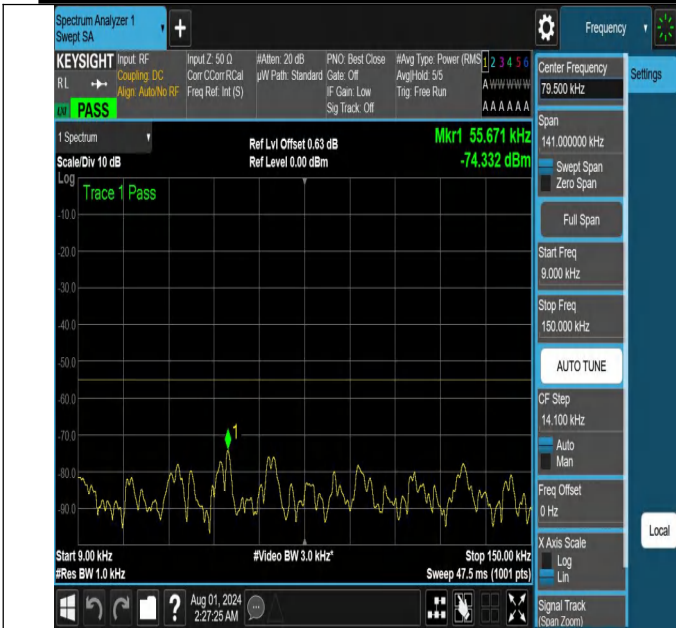 Spectrum Analyzer 1
Swept SA
+
Frequency
KEYSIGHT
RL
PASS
Input: RF
Coupling: DC
Align: Auto/No RF
Input Z: 50 Ω
Corr CCorr RCal
Freq Ref: Int (S)
#Atten: 20 dB
µW Path: Standard
PNO: Best Close
Gate: Off
IF Gain: Low
Sig Track: Off
#Avg Type: Power (RMS
Avg|Hold: 5/5
Trig: Free Run
1 2 3 4 5 6
A W W W W W
A A A A A A
1 Spectrum
Scale/Div 10 dB
Ref Lvl Offset 0.63 dB
Ref Level 0.00 dBm
Mkr1 55.671 kHz
-74.332 dBm
Log
Trace 1 Pass
-10.0
-20.0
-30.0
-40.0
-50.0
-60.0
-70.0
-80.0
-90.0
1
Start 9.00 kHz
#Res BW 1.0 kHz
#Video BW 3.0 kHz*
Stop 150.00 kHz
Sweep 47.5 ms (1001 pts)
Center Frequency
79.500 kHz
Span
141.000000 kHz
Swept Span
Zero Span
Full Span
Start Freq
9.000 kHz
Stop Freq
150.000 kHz
AUTO TUNE
CF Step
14.100 kHz
Auto
Man
Freq Offset
0 Hz
X Axis Scale
Log
Lin
Signal Track
(Span Zoom)
Settings
Local
?
Aug 01, 2024
2:27:25 AM